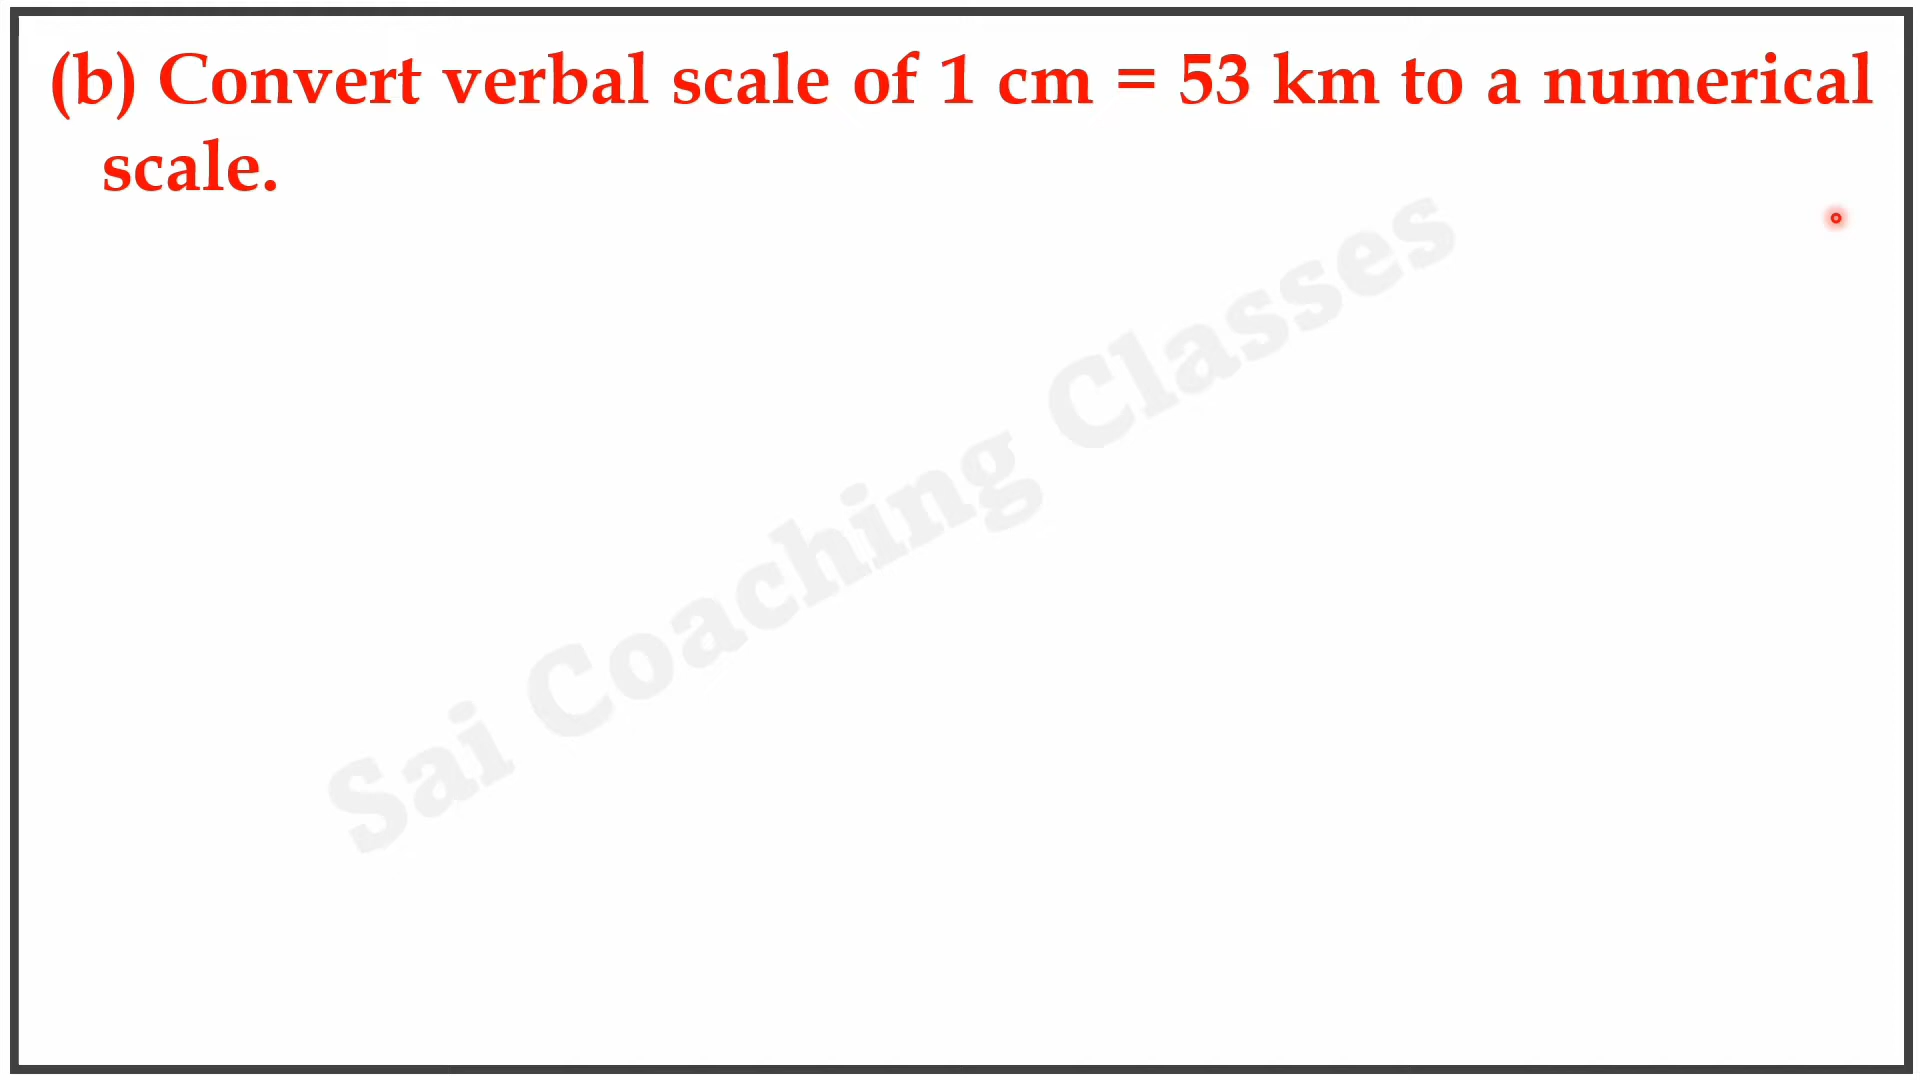 (b) Convert verbal scale of 1 cm = 53 km to a numerical
scale.
Sai Coaching Classes